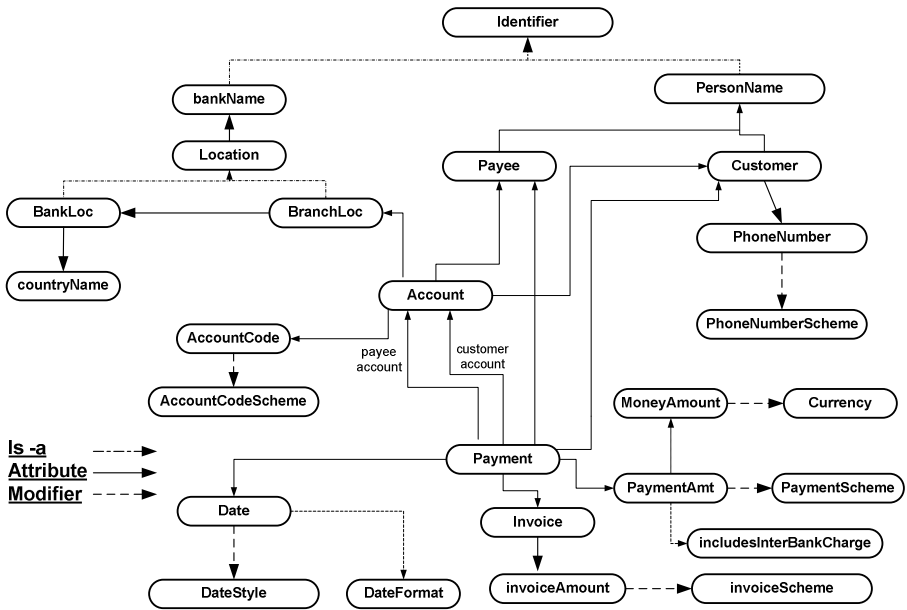 Identifier
bankName
PersonName
Location
Payee
Customer
BankLoc
BranchLoc
PhoneNumber
countryName
Account
PhoneNumberScheme
AccountCode
payee
account
customer
account
AccountCodeScheme
MoneyAmount
Currency
Is -a
Attribute
Modifier
Payment
PaymentAmt
PaymentScheme
Date
Invoice
includesInterBankCharge
DateStyle
DateFormat
invoiceAmount
invoiceScheme